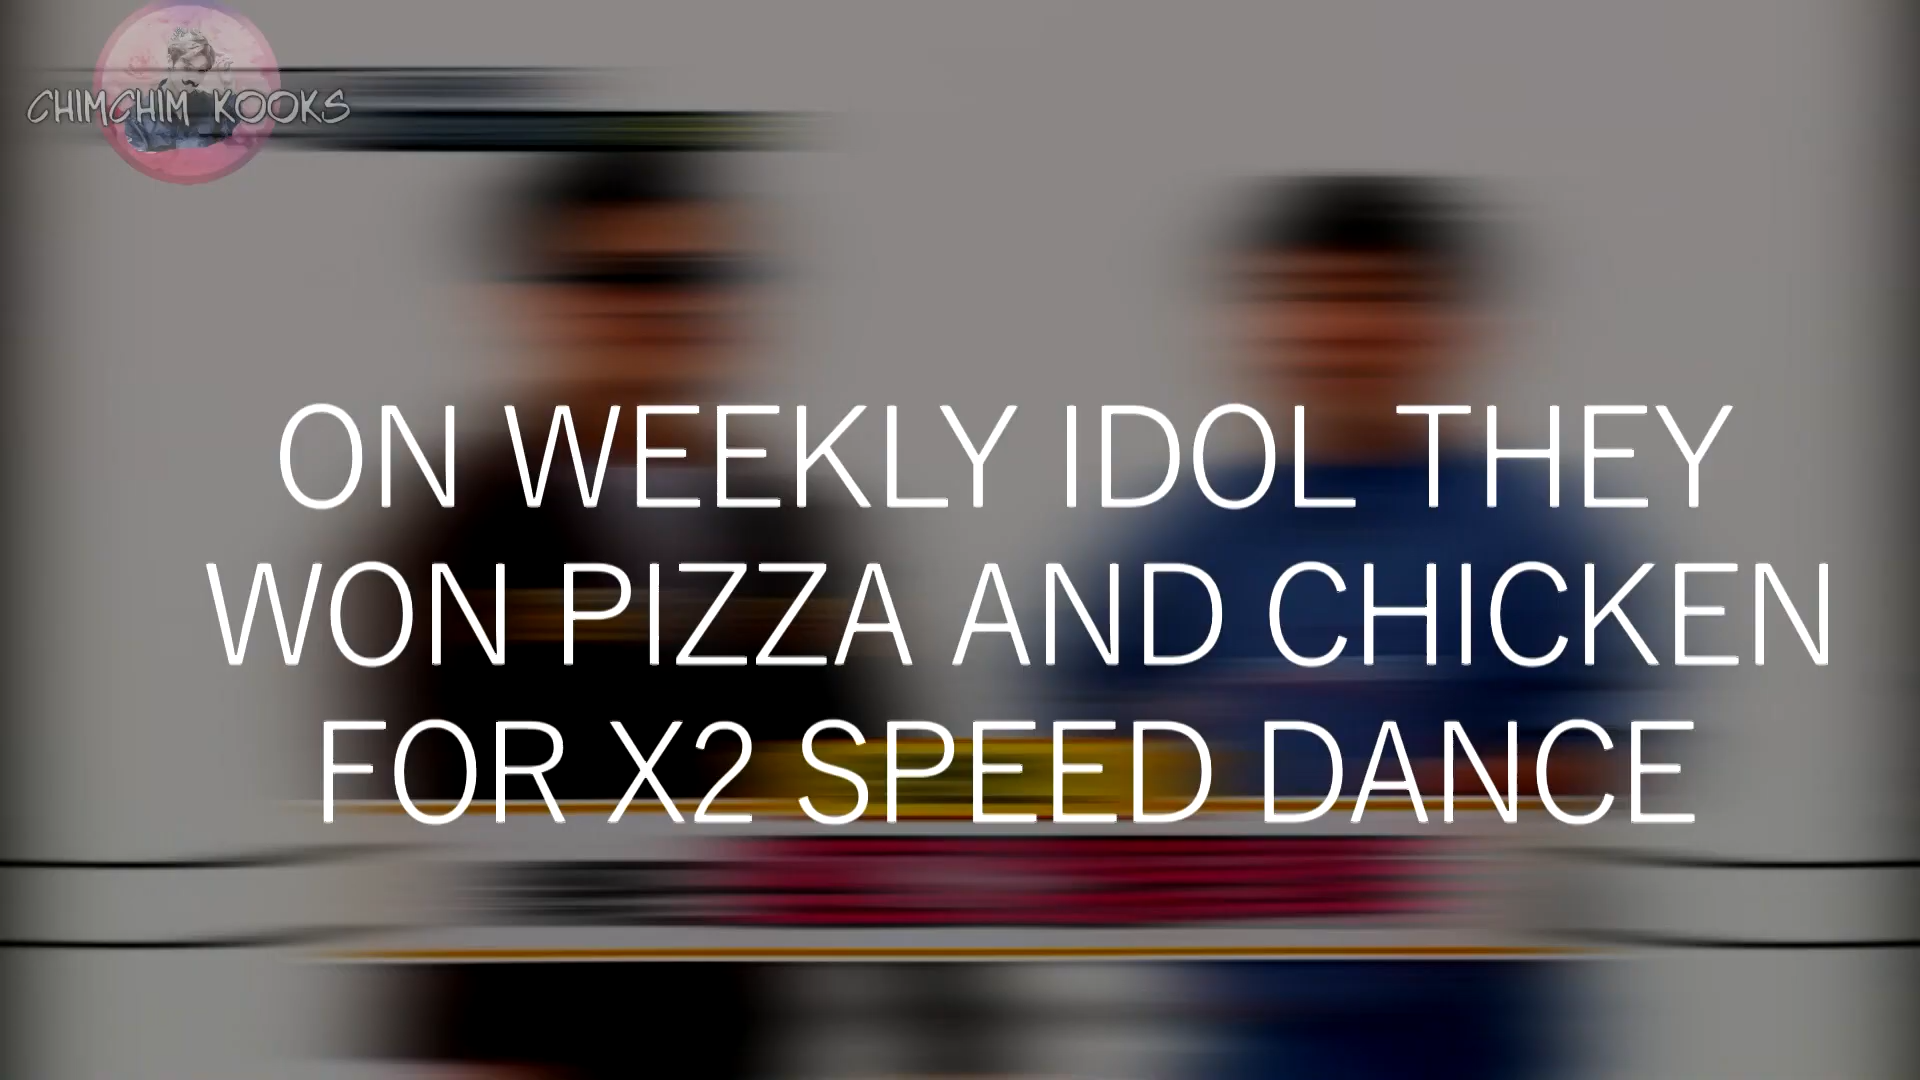 CHIMCHIM KOOKS
ON WEEKLY IDOL THEY
WON PIZZA AND CHICKEN
FOR X2 SPEED DANCE